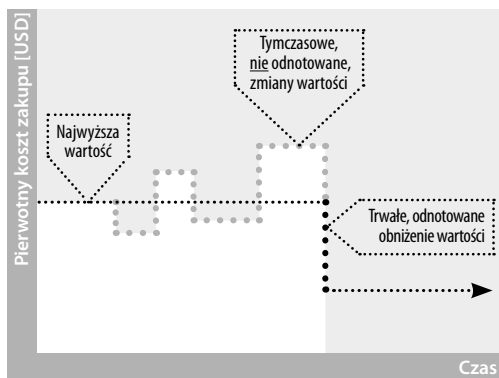 Pierwotny koszt zakupu [USD]
Tymczasowe,
nie odnotowane,
zmiany wartości
Najwyższa
wartość
Trwałe, odnotowane
obniżenie wartości
Czas